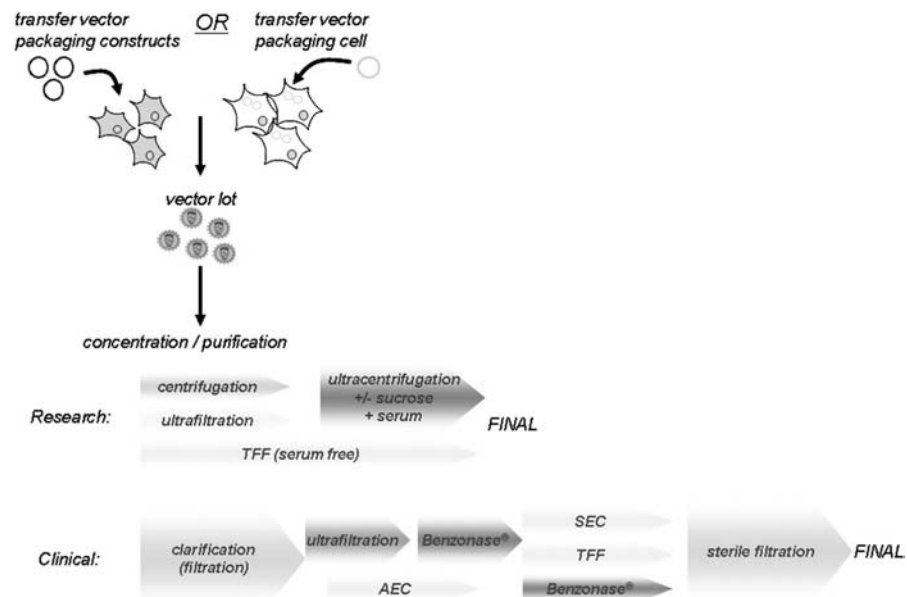 transfer vector
packaging constructs
OR
transfer vector
packaging cell
vector lot
concentration / purification
Research:
centrifugation
ultrafiltration
ultracentrifugation
+/- sucrose
+ serum
TFF (serum free)
FINAL
Clinical:
clarification
(filtration)
ultrafiltration
Benzonase®
AEC
SEC
TFF
Benzonase®
sterile filtration
FINAL